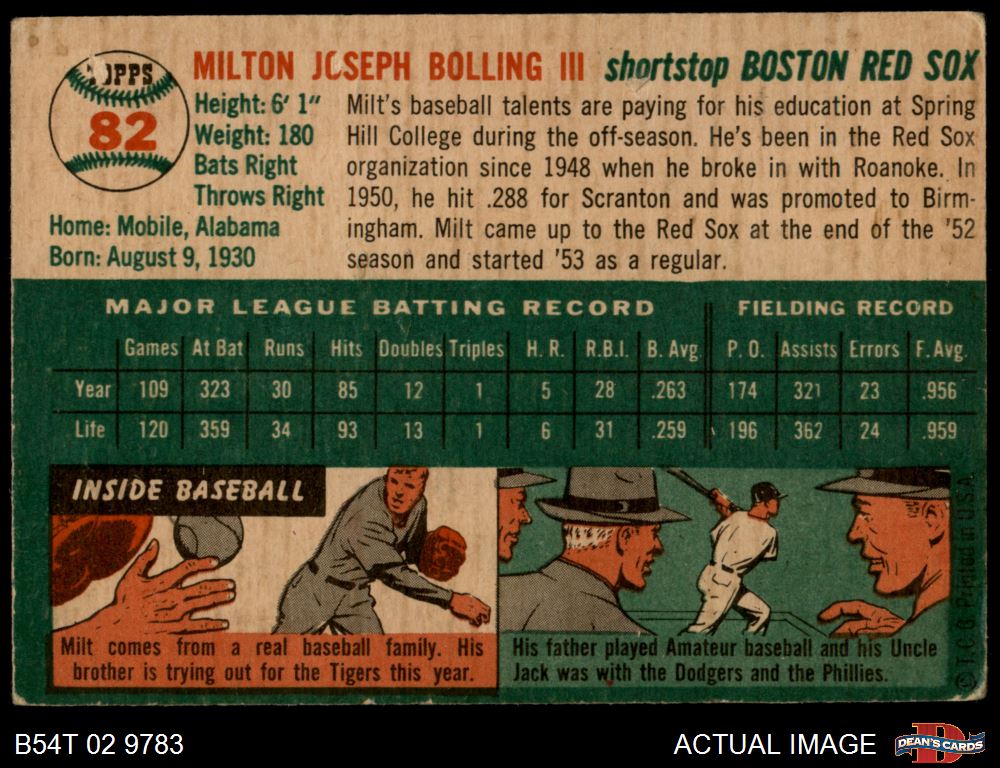 TOPPS
82
MILTON JOSEPH BOLLING III shortstop BOSTON RED SOX
Height: 6' 1"
Weight: 180
Bats Right
Throws Right
Home: Mobile, Alabama
Born: August 9, 1930
Milt's baseball talents are paying for his education at Spring
Hill College during the off-season. He's been in the Red Sox
organization since 1948 when he broke in with Roanoke. In
1950, he hit .288 for Scranton and was promoted to Birm-
ingham. Milt came up to the Red Sox at the end of the '52
season and started '53 as a regular.
MAJOR LEAGUE BATTING RECORD FIELDING RECORD
Games At Bat Runs Hits Doubles Triples H. R. R.B.I. B. Avg. P. O. Assists Errors F. Avg.
Year 109 323 30 85 12 1 5 28 .263 174 321 23 .956
Life 120 359 34 93 13 1 6 31 .259 196 362 24 .959
INSIDE BASEBALL
Milt comes from a real baseball family. His
brother is trying out for the Tigers this year.
His father played Amateur baseball and his Uncle
Jack was with the Dodgers and the Phillies.
© T.C.G. Printed in U.S.A.
B54T 02 9783
ACTUAL IMAGE
D
DEAN'S CARDS